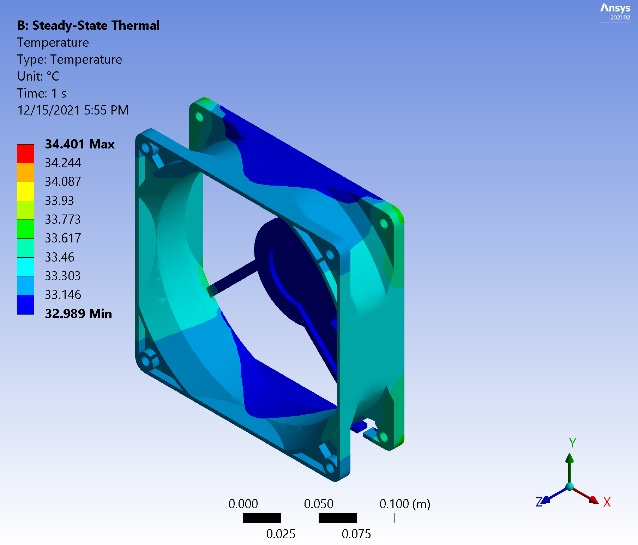 B: Steady-State Thermal
Temperature
Type: Temperature
Unit: °C
Time: 1 s
12/15/2021 5:55 PM
34.401 Max
34.244
34.087
33.93
33.773
33.617
33.46
33.303
33.146
32.989 Min
Ansys
2021 R2
0.000 0.050 0.100 (m)
0.025 0.075
Y
Z
X